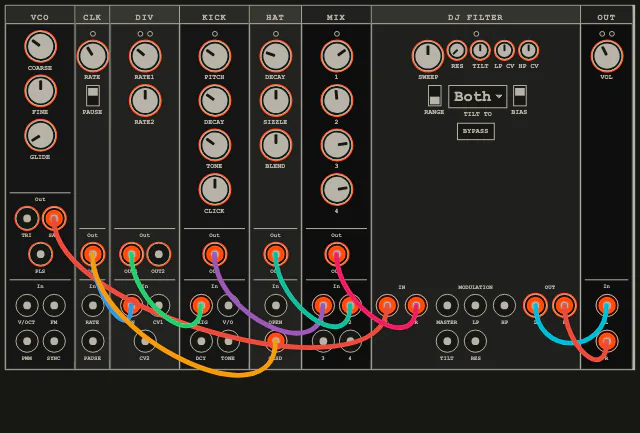 VCO CLK DIV KICK HAT MIX DJ FILTER OUT
COARSE RATE RATE1 PITCH DECAY 1 SWEEP RES TILT LP CV HP CV VOL
FINE PAUSE RATE2 DECAY SIZZLE 2 RANGE Both TILT TO BIAS
BYPASS
GLIDE TONE BLEND 3
CLICK 4
Out
TRI
Out Out Out Out Out
PLS OUT2
In In In In In IN MODULATION OUT In
V/OCT FM RATE CV1 V/O OPEN MASTER LP HP
PWM SYNC PAUSE CV2 DCY TONE 3 4 TILT RES R